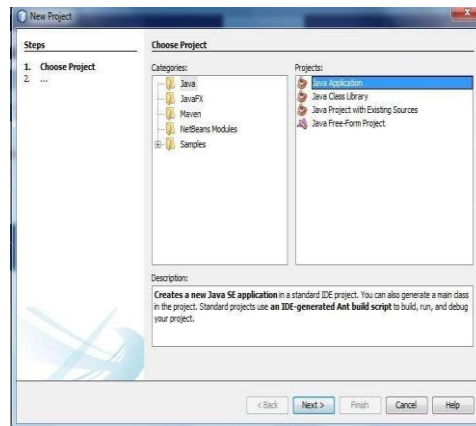 New Project
Steps
1. Choose Project
2. ...
Choose Project
Categories:
Java
JavaFX
Maven
NetBeans Modules
Samples
Projects:
Java Application
Java Class Library
Java Project with Existing Sources
Java Free-Form Project
Description:
Creates a new Java SE application in a standard IDE project. You can also generate a main class
in the project. Standard projects use an IDE-generated Ant build script to build, run, and debug
your project.
< Back Next > Finish Cancel Help